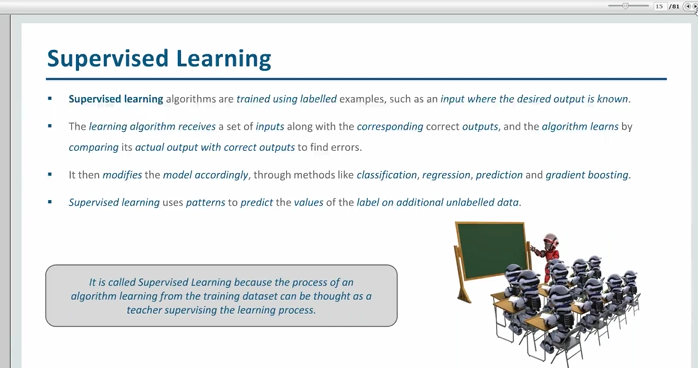 15 /81
Supervised Learning
▪ Supervised learning algorithms are trained using labelled examples, such as an input where the desired output is known.
▪ The learning algorithm receives a set of inputs along with the corresponding correct outputs, and the algorithm learns by
comparing its actual output with correct outputs to find errors.
▪ It then modifies the model accordingly, through methods like classification, regression, prediction and gradient boosting.
▪ Supervised learning uses patterns to predict the values of the label on additional unlabelled data.
It is called Supervised Learning because the process of an
algorithm learning from the training dataset can be thought as a
teacher supervising the learning process.